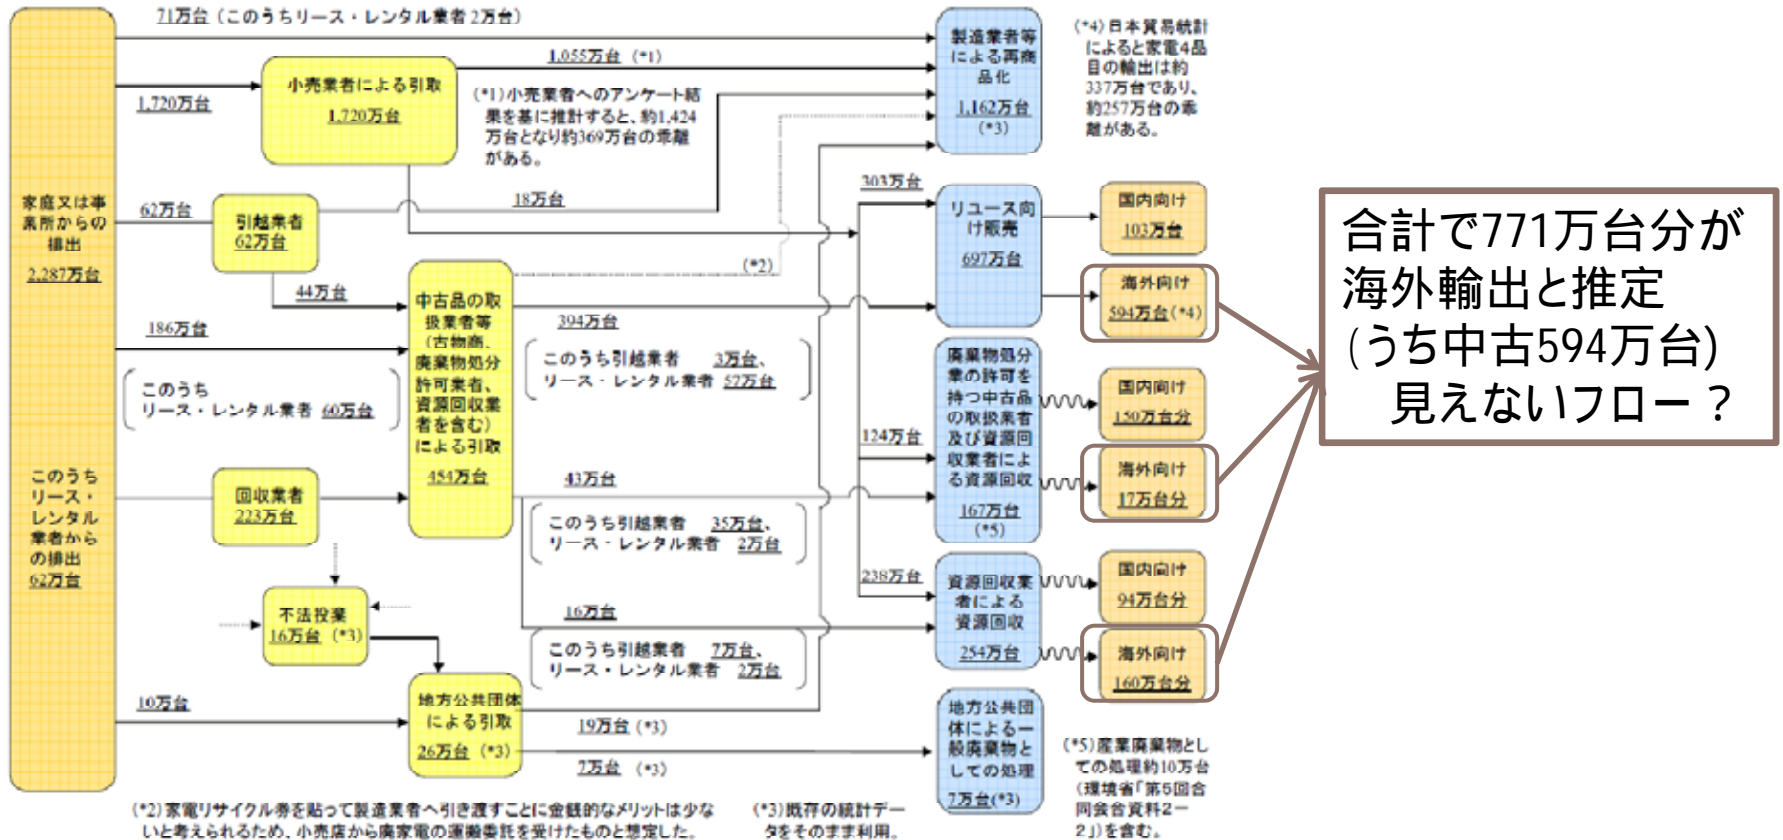 71万台 (このうちリース・レンタル業者 2万台)
製造業者等
による再商
品化
1,162万台
(*3)
(*4)日本貿易統計
によると家電4品
目の輸出は約
337万台であり、
約257万台の乖
離がある。
1,055万台 (*1)
小売業者による引取
1,720万台
1,720万台
(*1)小売業者へのアンケート結
果を基に推計すると、約1,424
万台となり約369万台の乖離
がある。
家庭又は事
業所からの
排出
2,287万台
62万台
引越業者
62万台
18万台
303万台
リユース向
け販売
697万台
国内向け
103万台
海外向け
594万台(*4)
合計で771万台分が
海外輸出と推定
(うち中古594万台)
見えないフロー？
(*2)
44万台
中古品の取
扱業者等
(古物商、
廃棄物処分
許可業者、
資源回収業
者を含む)
による引取
454万台
186万台
このうち
リース・レンタル業者 60万台
394万台
このうち引越業者 3万台、
リース・レンタル業者 57万台
廃棄物処分
業の許可を
持つ中古品
の取扱業者
及び資源回
収業者によ
る資源回収
167万台
(*5)
国内向け
150万台分
124万台
海外向け
17万台分
このうち
リース・
レンタル
業者から
の排出
62万台
回収業者
223万台
43万台
このうち引越業者 35万台、
リース・レンタル業者 2万台
238万台
資源回収業
者による
資源回収
254万台
国内向け
94万台分
海外向け
160万台分
不法投棄
16万台 (*3)
16万台
このうち引越業者 7万台、
リース・レンタル業者 2万台
10万台
地方公共団体
による引取
26万台 (*3)
19万台 (*3)
7万台 (*3)
地方公共団
体による一
般廃棄物と
しての処理
7万台(*3)
(*5)産業廃棄物とし
ての処理約10万台
(環境省「第5回合
同会合資料2－
2」)を含む。
(*2)家電リサイクル券を貼って製造業者へ引き渡すことに金銭的なメリットは少な
いと考えられるため、小売店から廃家電の運搬委託を受けたものと想定した。
(*3)既存の統計デー
タをそのまま利用。